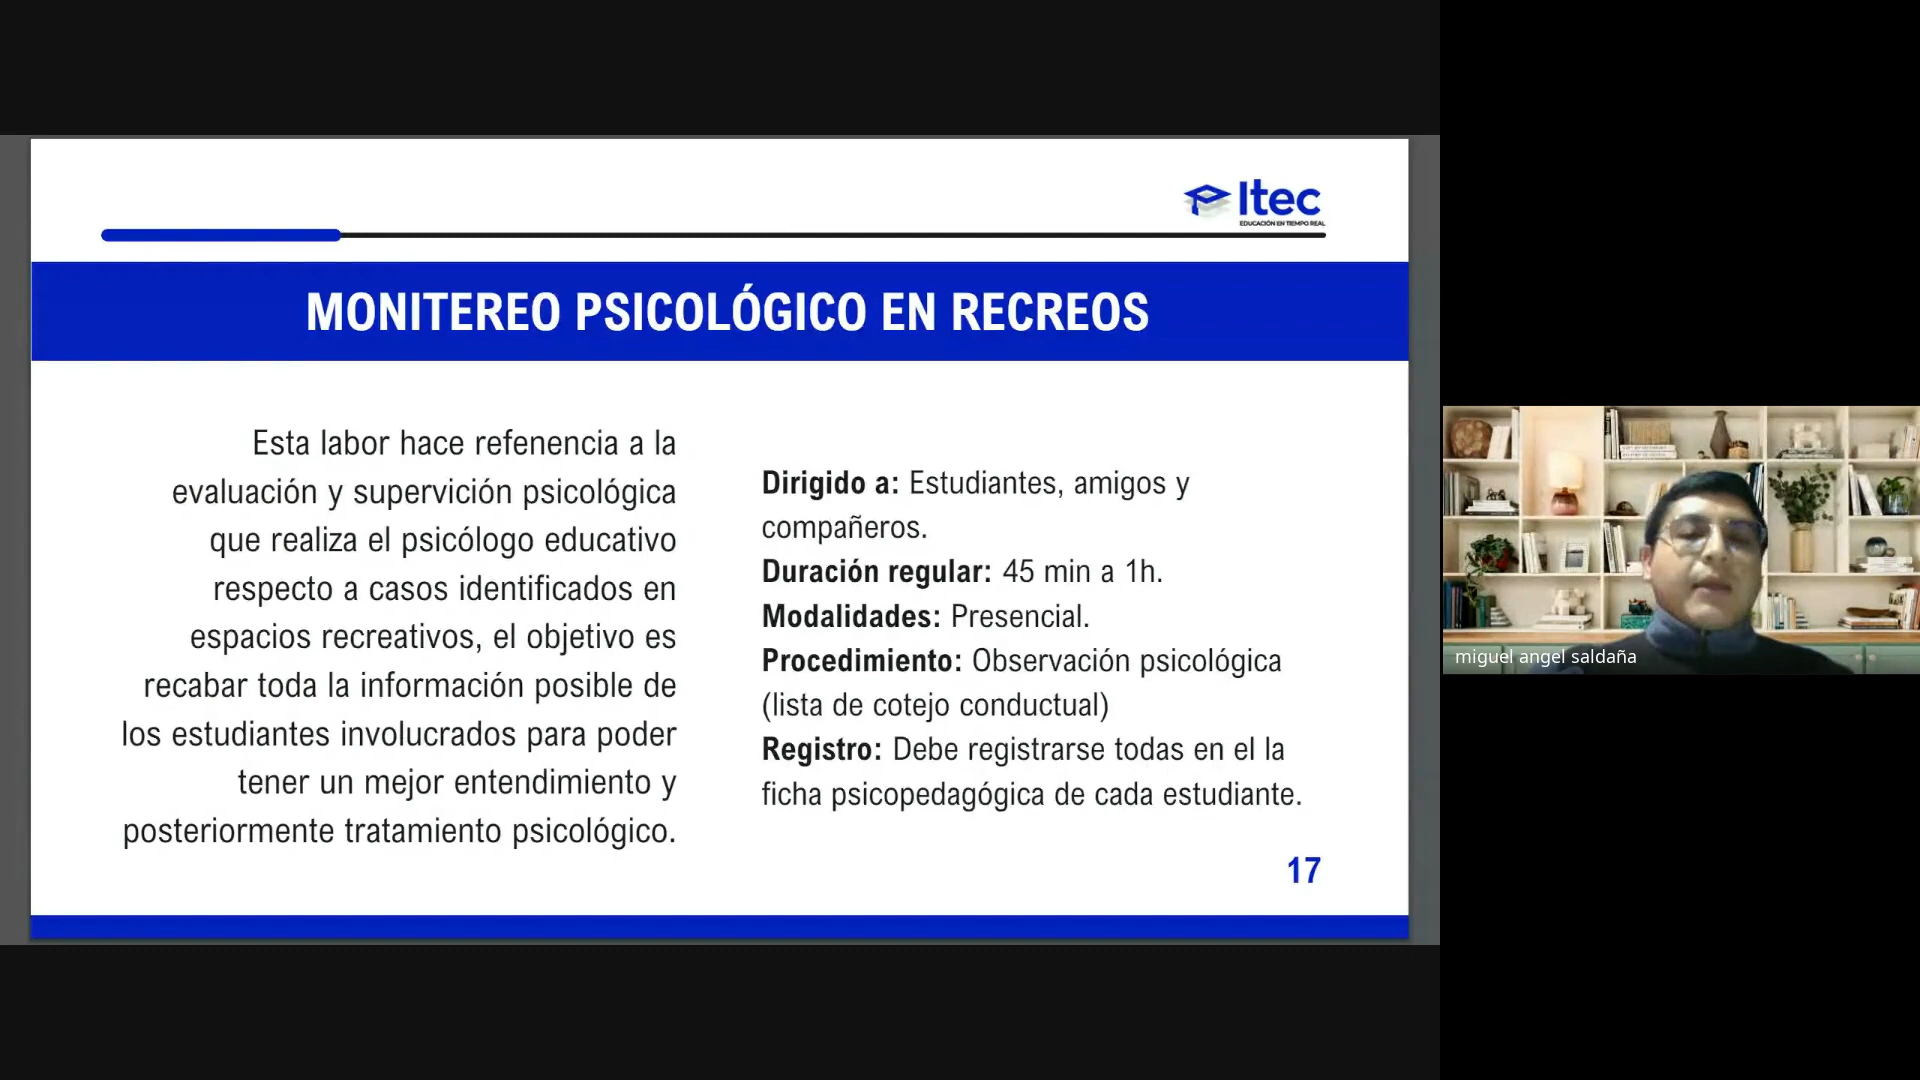 Itec
EDUCACIÓN EN TIEMPO REAL
MONITEREO PSICOLÓGICO EN RECREOS
Esta labor hace refenencia a la
evaluación y supervición psicológica
que realiza el psicólogo educativo
respecto a casos identificados en
espacios recreativos, el objetivo es
recabar toda la información posible de
los estudiantes involucrados para poder
tener un mejor entendimiento y
posteriormente tratamiento psicológico.
Dirigido a: Estudiantes, amigos y
compañeros.
Duración regular: 45 min a 1h.
Modalidades: Presencial.
Procedimiento: Observación psicológica
(lista de cotejo conductual)
Registro: Debe registrarse todas en el la
ficha psicopedagógica de cada estudiante.
17
miguel angel saldaña